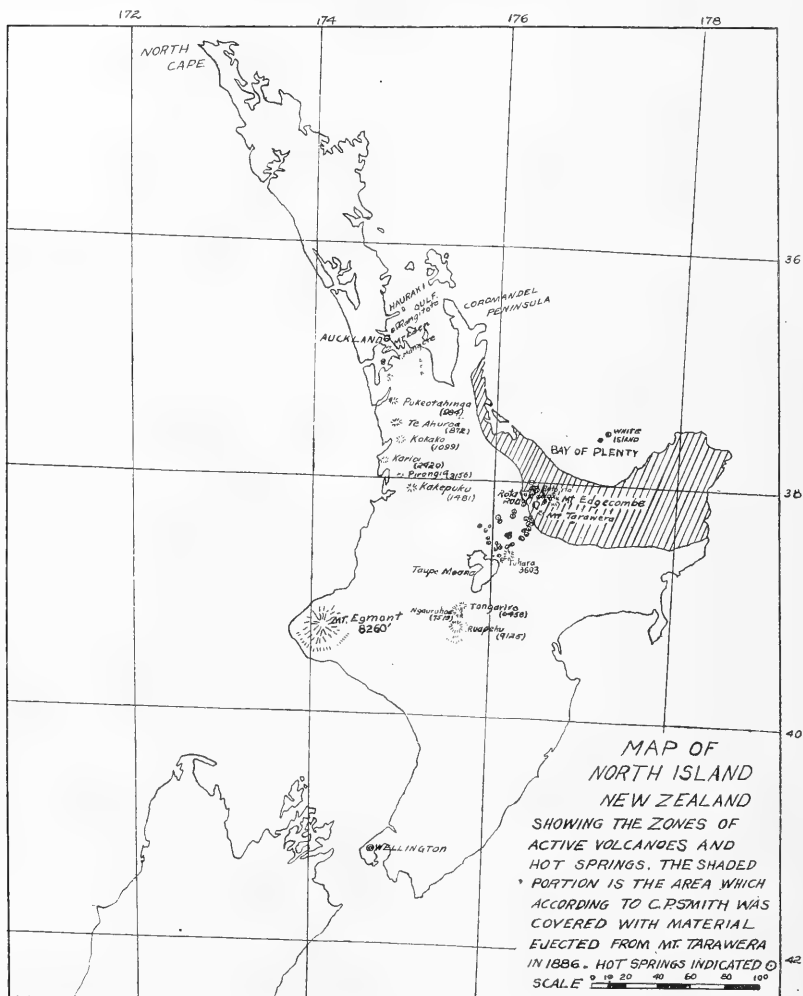 172 174 176 178
NORTH
CAPE
36
HAURAKI
GULF.
Rangitoto
COROMANDEL
PENINSULA
AUCKLAND
Mt Eden
Pukeotahinga
Te Ahuroa
(872)
Kokako
(1099)
WHITE
ISLAND
BAY OF PLENTY
Karioi
(2420)
Pirongia 3156)
Kakepuku
(1481)
38
Mt Edgecombe
Mt Tarawera
Tuhara
3603
Taupo Moana
Tongariro
Ngauruhoe
(7515)
Ruapehu
(9125)
MT. Egmont
8260'
40
MAP OF
NORTH ISLAND
NEW ZEALAND
SHOWING THE ZONES OF
ACTIVE VOLCANOES AND
HOT SPRINGS. THE SHADED
PORTION IS THE AREA WHICH
ACCORDING TO C.P.SMITH WAS
COVERED WITH MATERIAL
EJECTED FROM MT. TARAWERA
IN 1886. HOT SPRINGS INDICATED
SCALE 0 10 20 40 60 80 100
WELLINGTON
42